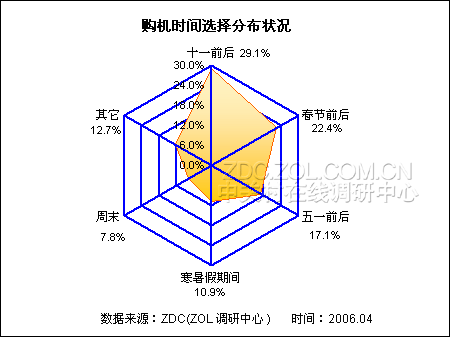 购机时间选择分布状况
十一前后 29.1%
30.0%
24.0%
18.0%
12.0%
6.0%
0.0%
春节前后
22.4%
五一前后
17.1%
寒暑假期间
10.9%
周末
7.8%
其它
12.7%
ZDC.ZOL.COM.CN
中关村在线调研中心
数据来源：ZDC(ZOL 调研中心 ) 时间：2006.04